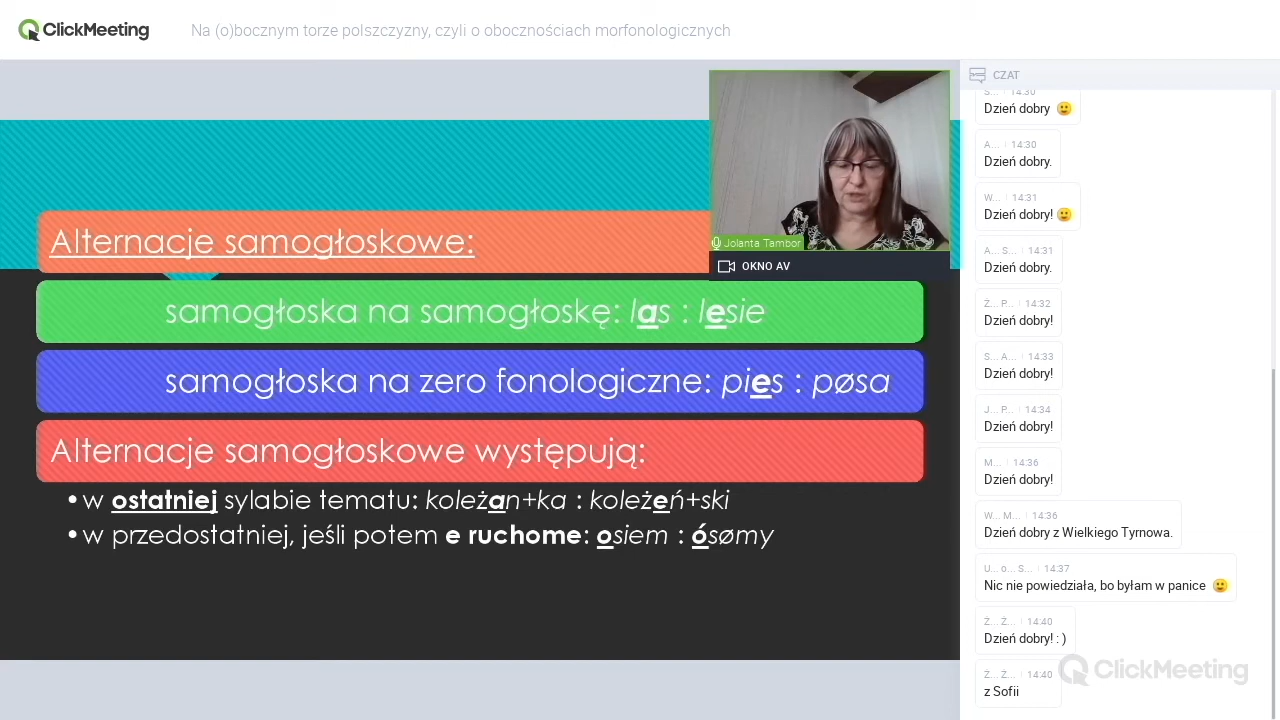 ClickMeeting
Na (o)bocznym torze polszczyzny, czyli o obocznościach morfonologicznych
Alternacje samogłoskowe:
samogłoska na samogłoskę: las : lesie
samogłoska na zero fonologiczne: pies : pøsa
Alternacje samogłoskowe występują:
• w ostatniej sylabie tematu: koleżan+ka : koleżeń+ski
• w przedostatniej, jeśli potem e ruchome: osiem : ósømy
Jolanta Tambor
OKNO AV
CZAT
S... 14:30
Dzień dobry 🙂
A... 14:30
Dzień dobry.
W... 14:31
Dzień dobry! 🙂
A... S... 14:31
Dzień dobry.
Ż... P... 14:32
Dzień dobry!
S... A... 14:33
Dzień dobry!
J... P... 14:34
Dzień dobry!
M... 14:36
Dzień dobry!
W... M... 14:36
Dzień dobry z Wielkiego Tyrnowa.
U... o... S... 14:37
Nic nie powiedziała, bo byłam w panice 🙂
Ż... Ż... 14:40
Dzień dobry! : )
Ż... Ż... 14:40
z Sofii
ClickMeeting